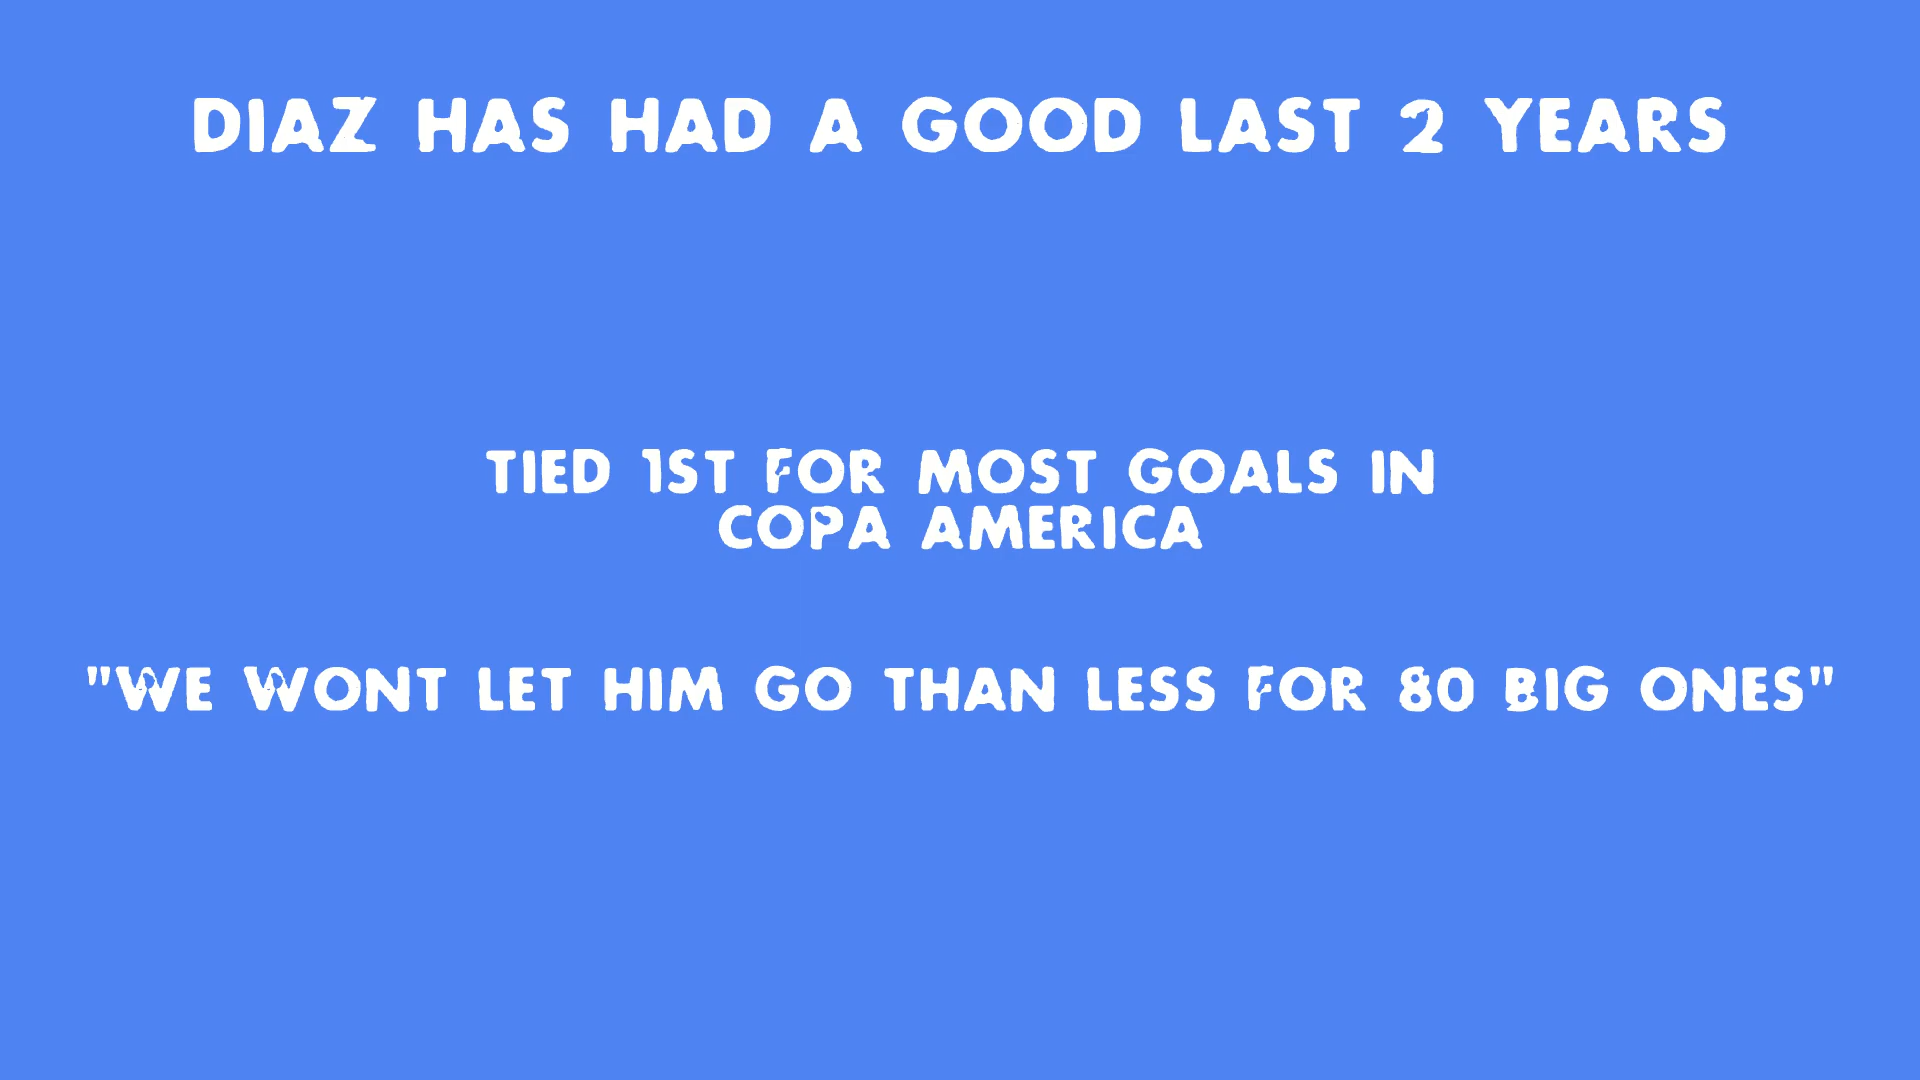 DIAZ HAS HAD A GOOD LAST 2 YEARS
TIED 1ST FOR MOST GOALS IN
COPA AMERICA
"WE WONT LET HIM GO THAN LESS FOR 80 BIG ONES"